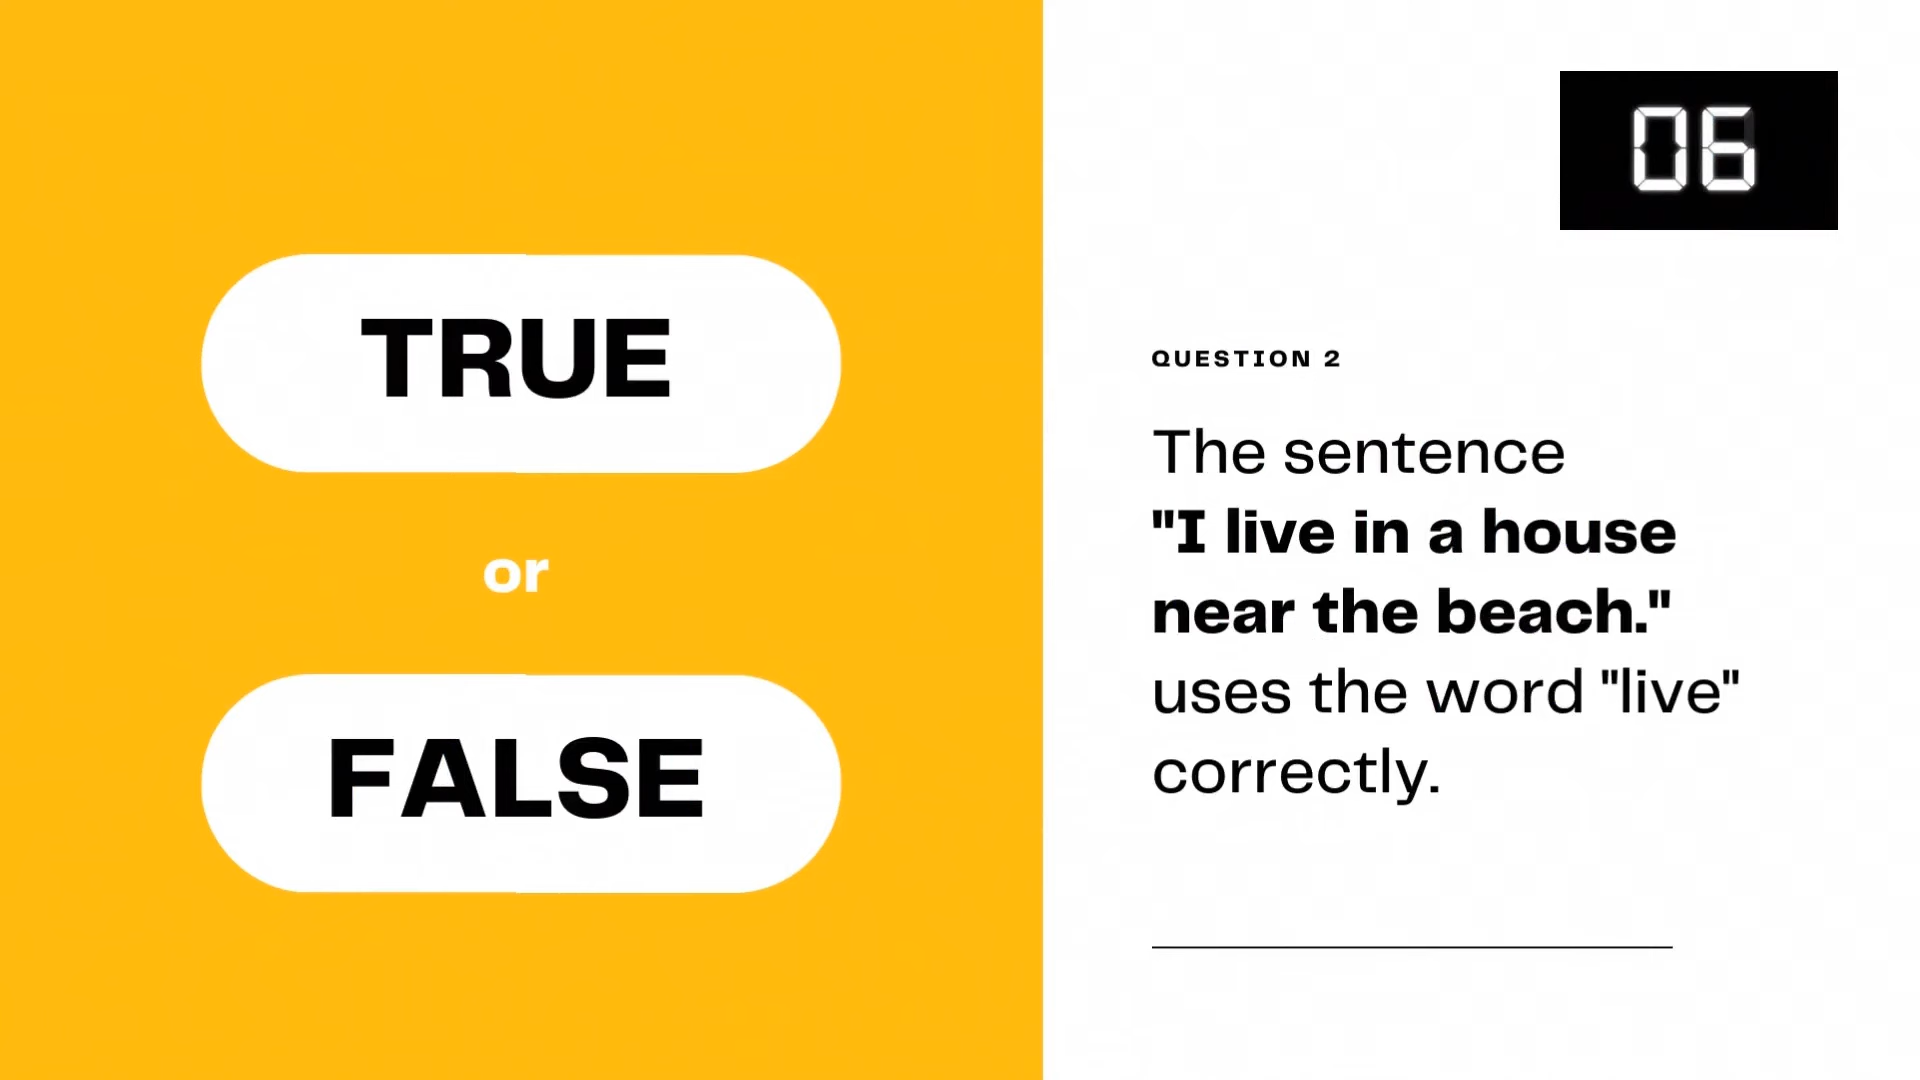 TRUE
or
FALSE
06
QUESTION 2
The sentence
"I live in a house
near the beach."
uses the word "live"
correctly.